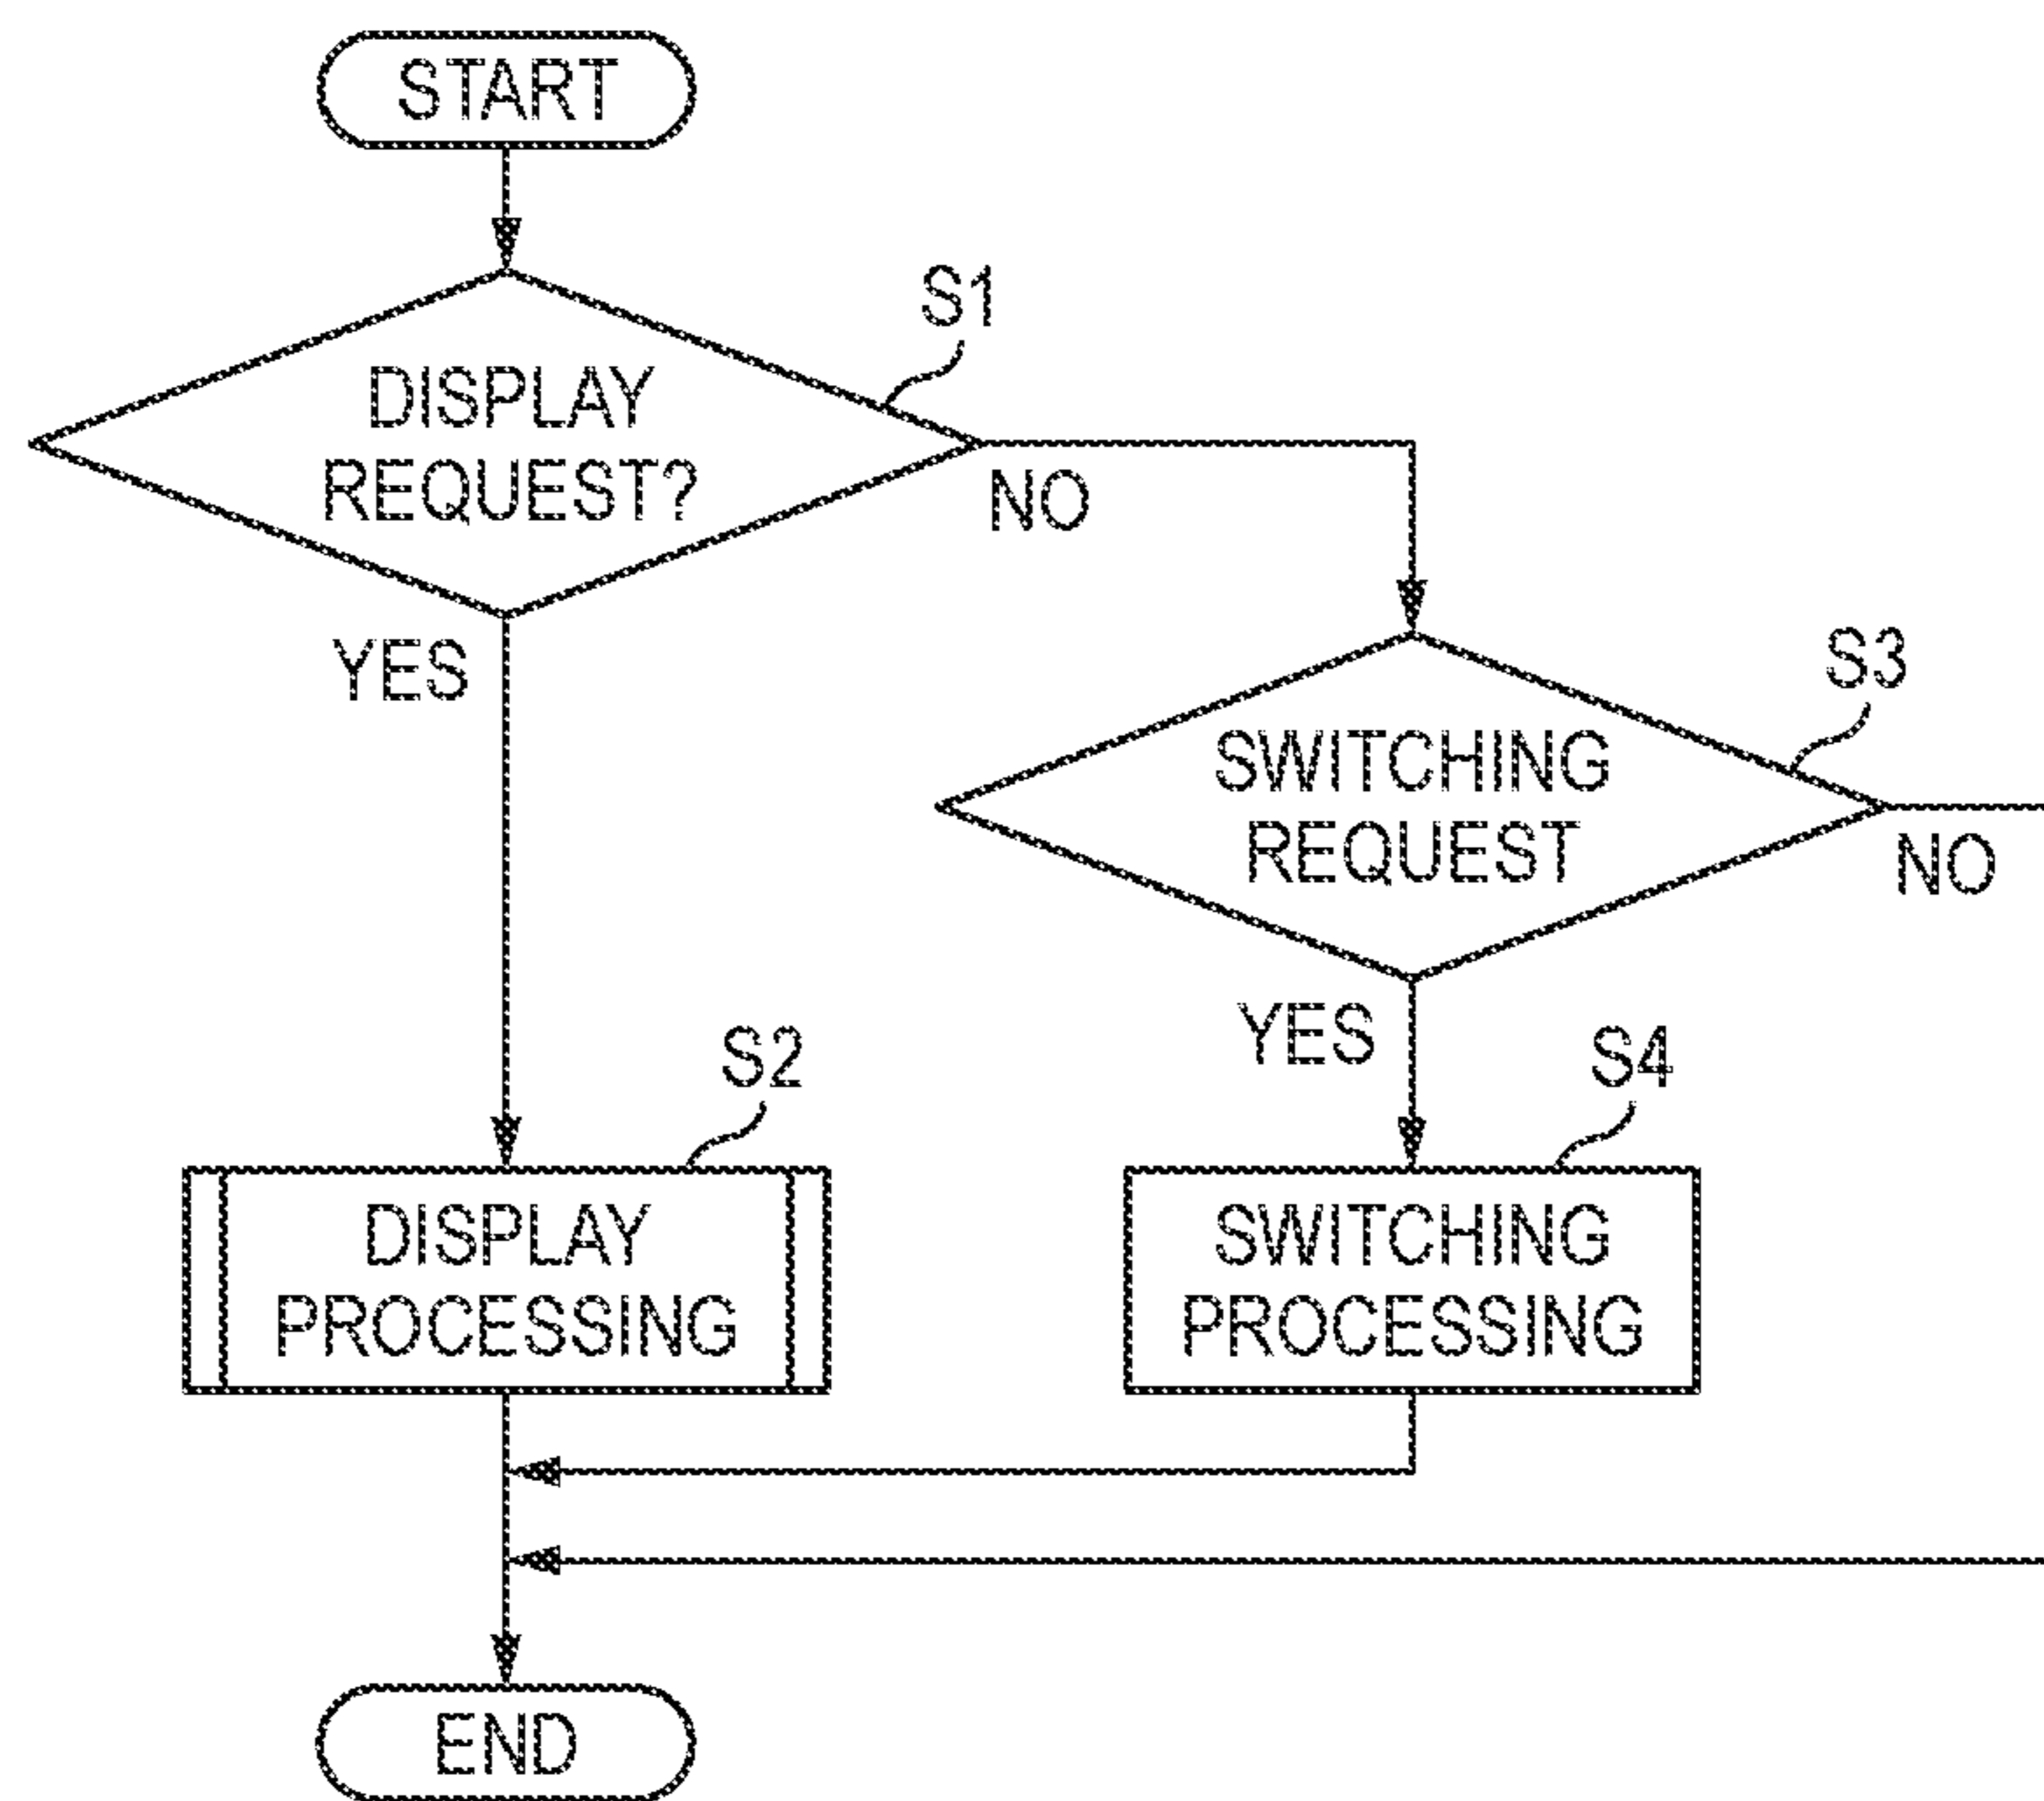 START
S1
DISPLAY
REQUEST?
NO
YES
S3
SWITCHING
REQUEST
NO
YES
S2
S4
DISPLAY
PROCESSING
SWITCHING
PROCESSING
END